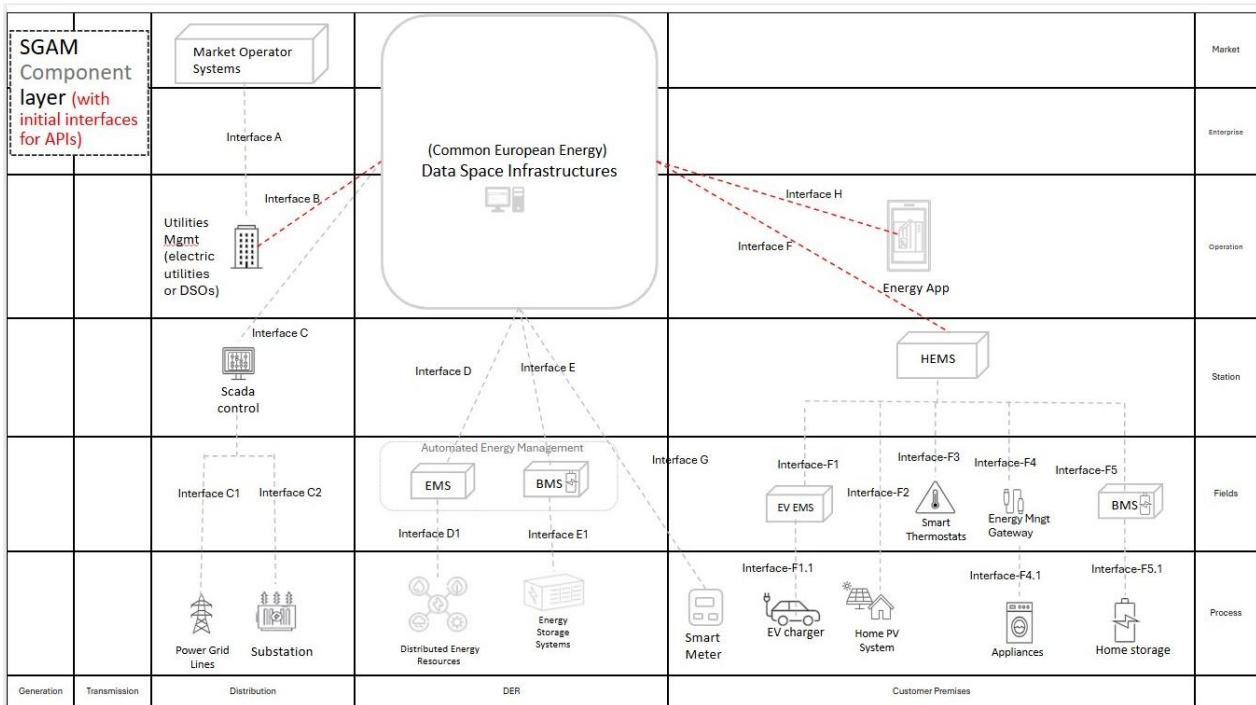 SGAM
Component
layer (with
initial interfaces
for APIs)
Market Operator
Systems
Market
Interface A
(Common European Energy)
Data Space Infrastructures
Enterprise
Interface B
Interface H
Utilities
Mgmt
(electric
utilities
or DSOs)
Interface F
Operation
Energy App
Interface C
HEMS
Interface D
Interface E
Station
Scada
control
Automated Energy Management
Interface G
Interface-F1
Interface-F3
Interface-F4
Interface-F5
EMS
BMS
Interface C1
Interface C2
Interface-F2
Fields
EV EMS
Smart
Thermostats
Energy Mngt
Gateway
BMS
Interface D1
Interface E1
Interface-F1.1
Interface-F4.1
Interface-F5.1
Process
Power Grid
Lines
Substation
Distributed Energy
Resources
Energy
Storage
Systems
Smart
Meter
EV charger
Home PV
System
Appliances
Home storage
Generation
Transmission
Distribution
DER
Customer Premises